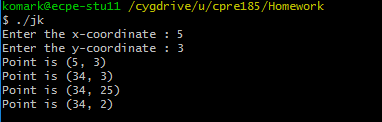 komark@ecpe-stu11 /cygdrive/u/cpre185/Homework
$ ./jk
Enter the x-coordinate : 5
Enter the y-coordinate : 3
Point is (5, 3)
Point is (34, 3)
Point is (34, 25)
Point is (34, 2)